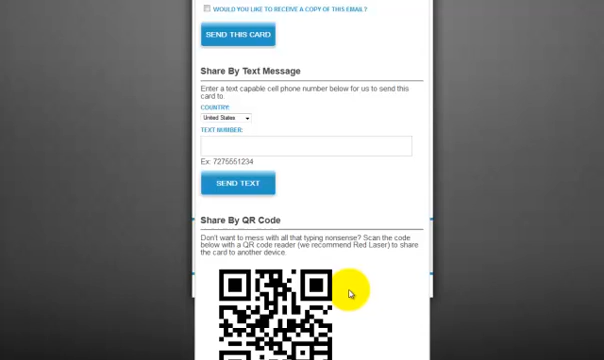 WOULD YOU LIKE TO RECEIVE A COPY OF THIS EMAIL?
SEND THIS CARD
Share By Text Message
Enter a text capable cell phone number below for us to send this
card to.
COUNTRY:
United States
TEXT NUMBER:
Ex: 7275551234
SEND TEXT
Share By QR Code
Don't want to mess with all that typing nonsense? Scan the code
below with a QR code reader (we recommend Red Laser) to share
the card to another device.